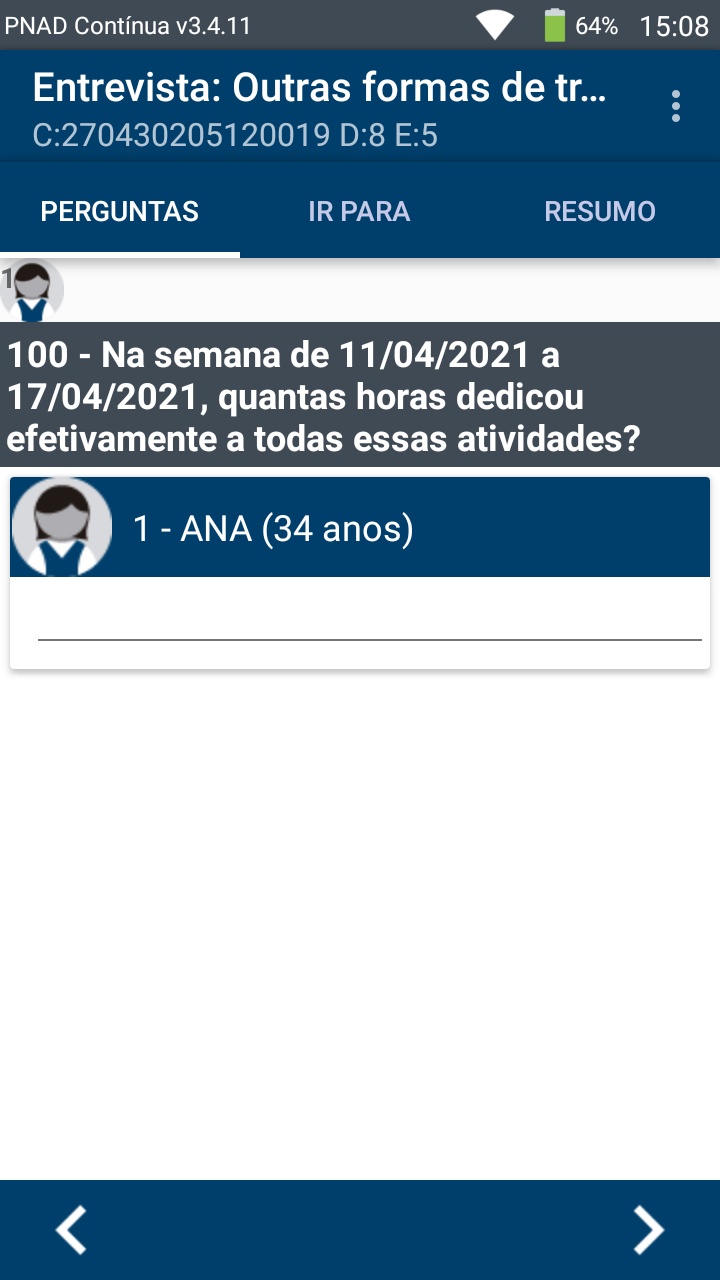 PNAD Contínua v3.4.11 64% 15:08
Entrevista: Outras formas de tr...
C:270430205120019 D:8 E:5
PERGUNTAS IR PARA RESUMO
1
100 - Na semana de 11/04/2021 a
17/04/2021, quantas horas dedicou
efetivamente a todas essas atividades?
1 - ANA (34 anos)